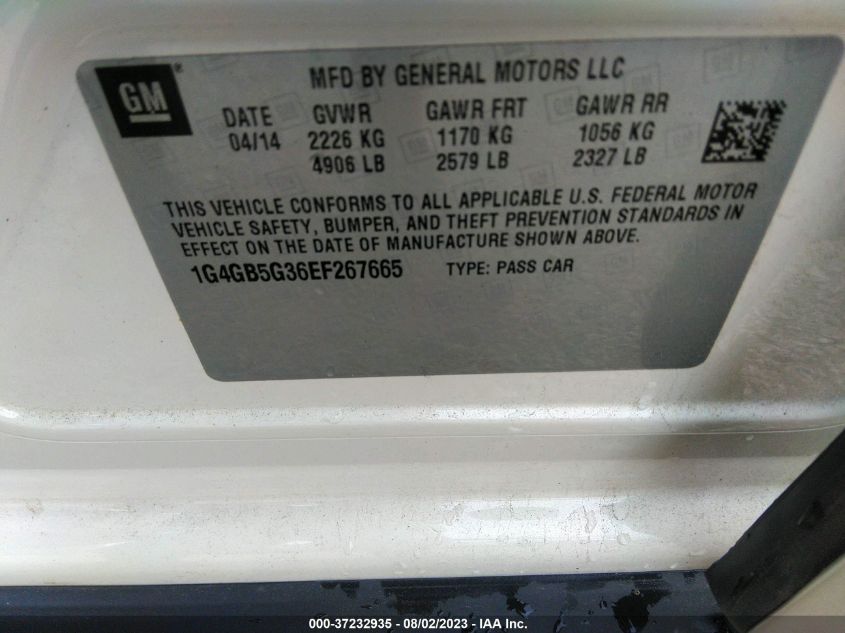 GM®
MFD BY GENERAL MOTORS LLC
DATE GVWR GAWR FRT GAWR RR
04/14 2226 KG 1170 KG 1056 KG
4906 LB 2579 LB 2327 LB
THIS VEHICLE CONFORMS TO ALL APPLICABLE U.S. FEDERAL MOTOR
VEHICLE SAFETY, BUMPER, AND THEFT PREVENTION STANDARDS IN
EFFECT ON THE DATE OF MANUFACTURE SHOWN ABOVE.
1G4GB5G36EF267665 TYPE: PASS CAR
000-37232935 - 08/02/2023 - © IAA Inc.